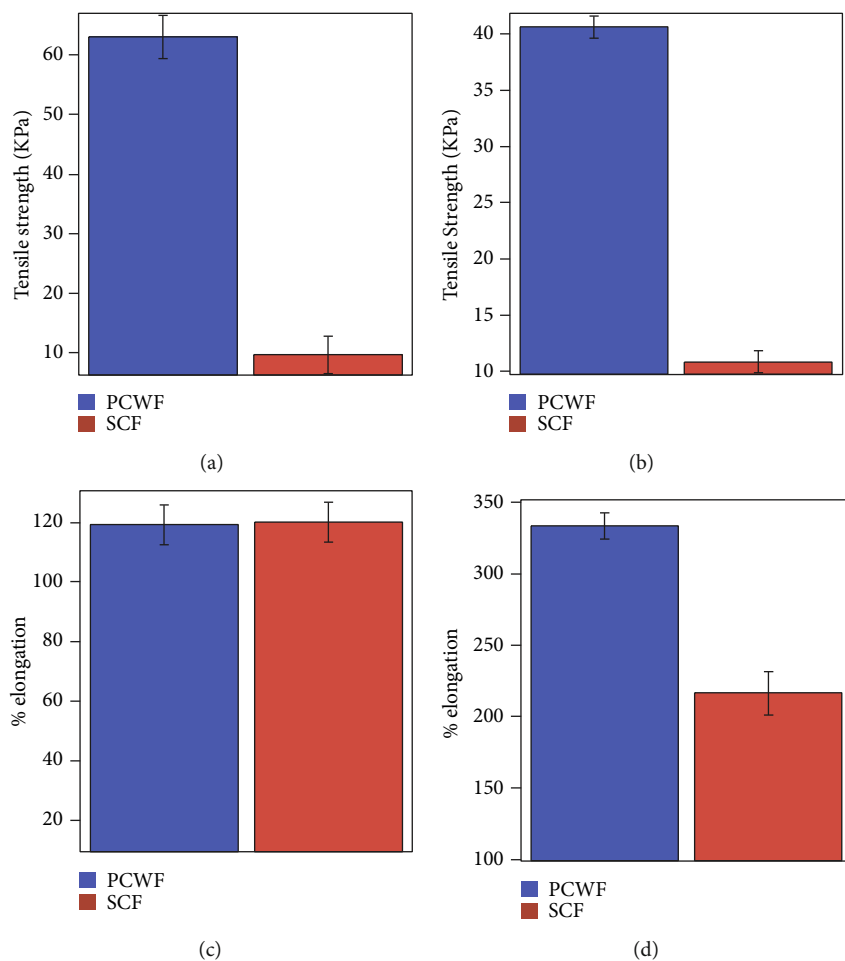 Tensile strength (KPa)
60
50
40
30
20
10
PCWF
SCF
(a)
Tensile Strength (KPa)
40
35
30
25
20
15
10
PCWF
SCF
(b)
% elongation
120
100
80
60
40
20
PCWF
SCF
(c)
% elongation
350
300
250
200
150
100
PCWF
SCF
(d)